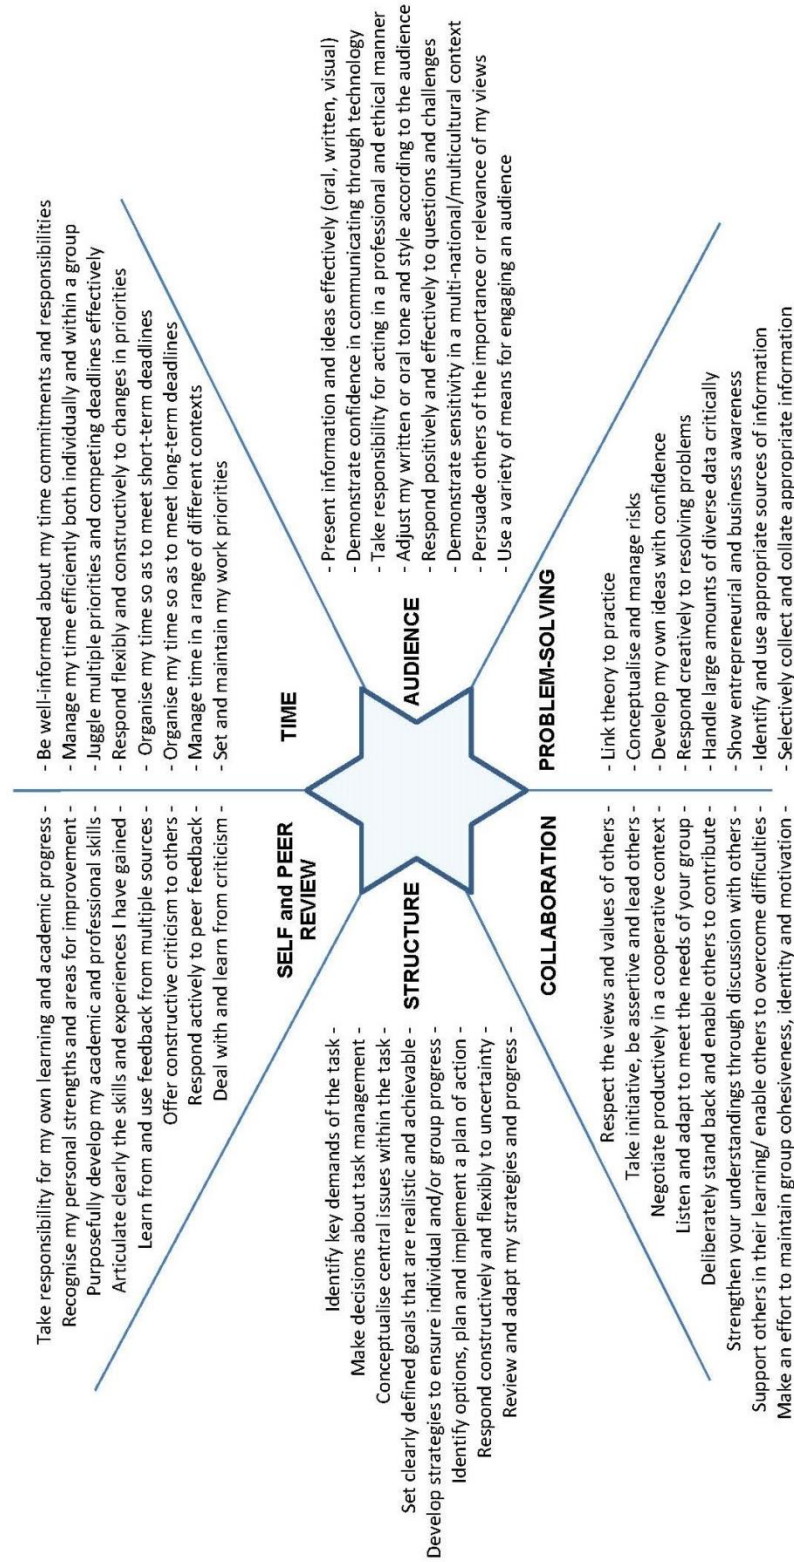 Take responsibility for my own learning and academic progress -
Recognise my personal strengths and areas for improvement -
Purposefully develop my academic and professional skills -
Articulate clearly the skills and experiences I have gained -
Learn from and use feedback from multiple sources -
Offer constructive criticism to others -
Respond actively to peer feedback -
Deal with and learn from criticism -
SELF and PEER
REVIEW
- Be well-informed about my time commitments and responsibilities
- Manage my time efficiently both individually and within a group
- Juggle multiple priorities and competing deadlines effectively
- Respond flexibly and constructively to changes in priorities
- Organise my time so as to meet short-term deadlines
- Organise my time so as to meet long-term deadlines
- Manage time in a range of different contexts
- Set and maintain my work priorities
TIME
Identify key demands of the task -
Make decisions about task management -
Conceptualise central issues within the task -
Set clearly defined goals that are realistic and achievable -
Develop strategies to ensure individual and/or group progress -
Identify options, plan and implement a plan of action -
Respond constructively and flexibly to uncertainty -
Review and adapt my strategies and progress -
STRUCTURE
AUDIENCE
- Present information and ideas effectively (oral, written, visual)
- Demonstrate confidence in communicating through technology
- Take responsibility for acting in a professional and ethical manner
- Adjust my written or oral tone and style according to the audience
- Respond positively and effectively to questions and challenges
- Demonstrate sensitivity in a multi-national/multicultural context
- Persuade others of the importance or relevance of my views
- Use a variety of means for engaging an audience
COLLABORATION
Respect the views and values of others -
Take initiative, be assertive and lead others -
Negotiate productively in a cooperative context -
Listen and adapt to meet the needs of your group
Deliberately stand back and enable others to contribute -
Strengthen your understandings through discussion with others -
Support others in their learning/ enable others to overcome difficulties -
Make an effort to maintain group cohesiveness, identity and motivation -
PROBLEM-SOLVING
- Link theory to practice
- Conceptualise and manage risks
- Develop my own ideas with confidence
- Respond creatively to resolving problems
- Handle large amounts of diverse data critically
- Show entrepreneurial and business awareness
- Identify and use appropriate sources of information
- Selectively collect and collate appropriate information